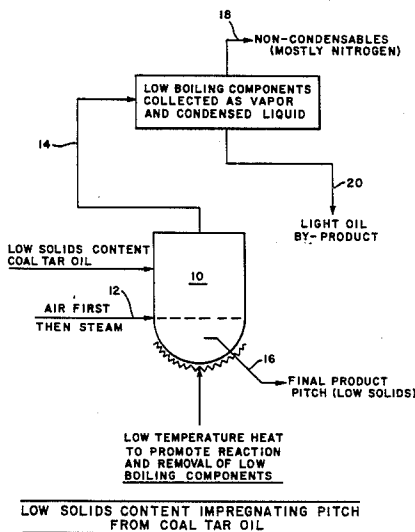 18
NON-CONDENSABLES
(MOSTLY NITROGEN)
LOW BOILING COMPONENTS
COLLECTED AS VAPOR
AND CONDENSED LIQUID
14
20
LIGHT OIL
BY-PRODUCT
LOW SOLIDS CONTENT
COAL TAR OIL
10
AIR FIRST
12
THEN STEAM
16
FINAL PRODUCT
PITCH (LOW SOLIDS)
LOW TEMPERATURE HEAT
TO PROMOTE REACTION
AND REMOVAL OF LOW
BOILING COMPONENTS
LOW SOLIDS CONTENT IMPREGNATING PITCH
FROM COAL TAR OIL